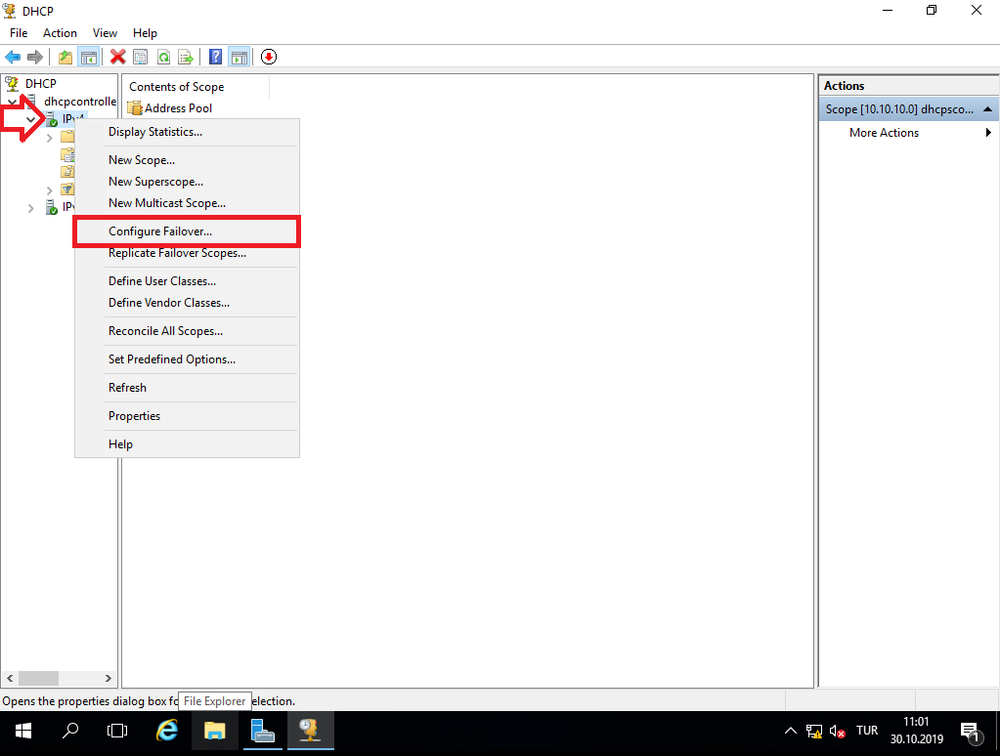 DHCP
File Action View Help
DHCP
dhcpcontrolle
IPv4
IPv
Contents of Scope
Address Pool
Display Statistics...
New Scope...
New Superscope...
New Multicast Scope...
Configure Failover...
Replicate Failover Scopes...
Define User Classes...
Define Vendor Classes...
Reconcile All Scopes...
Set Predefined Options...
Refresh
Properties
Help
Actions
Scope [10.10.10.0] dhcpsco...
More Actions
Opens the properties dialog box fo
File Explorer
election.
TUR
11:01
30.10.2019
1